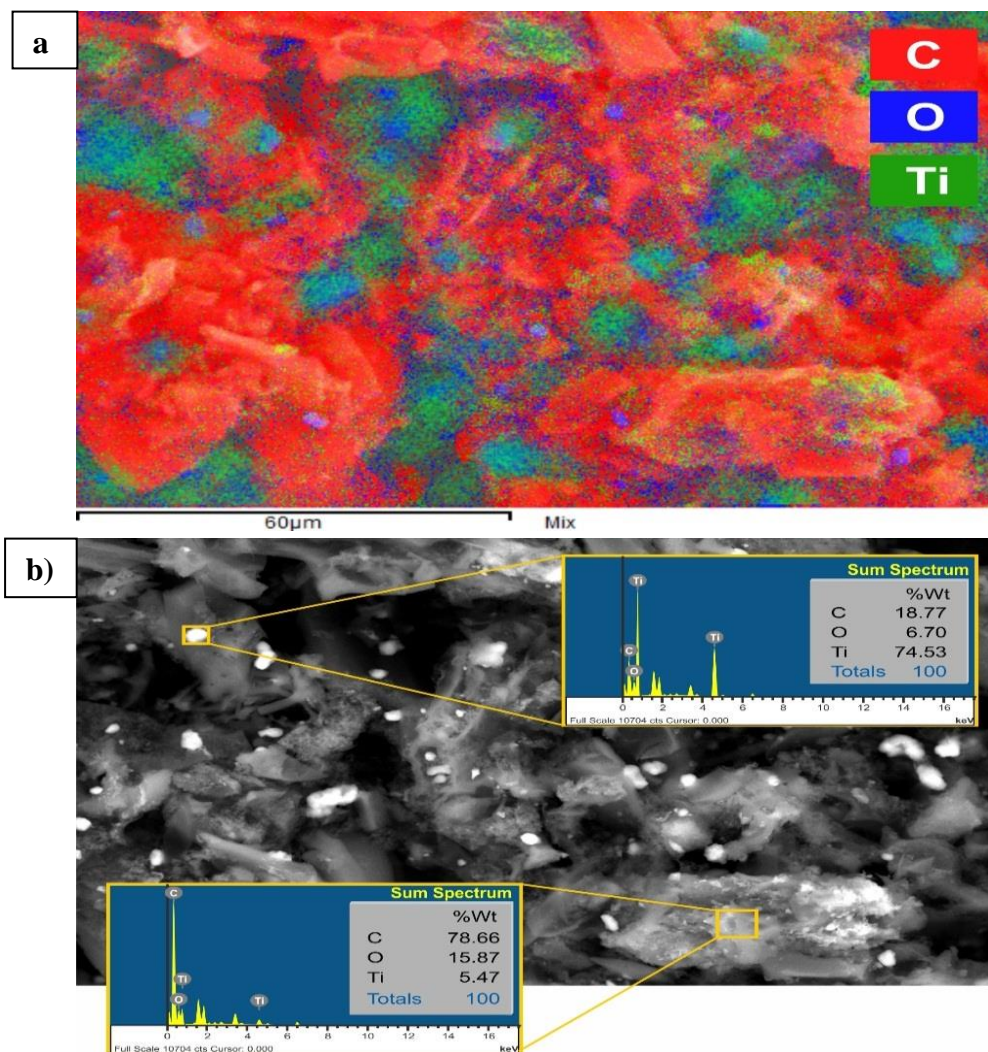 a
C
O
Ti
60µm Mix
b)
Sum Spectrum
%Wt
C 18.77
O 6.70
Ti 74.53
Totals 100
Ti
Ti
C
O
0 2 4 6 8 10 12 14 16
Full Scale 10704 cts Cursor: 0.000 keV
Sum Spectrum
%Wt
C 78.66
O 15.87
Ti 5.47
Totals 100
C
Ti
O
Ti
0 2 4 6 8 10 12 14 16
Full Scale 10704 cts Cursor: 0.000 keV